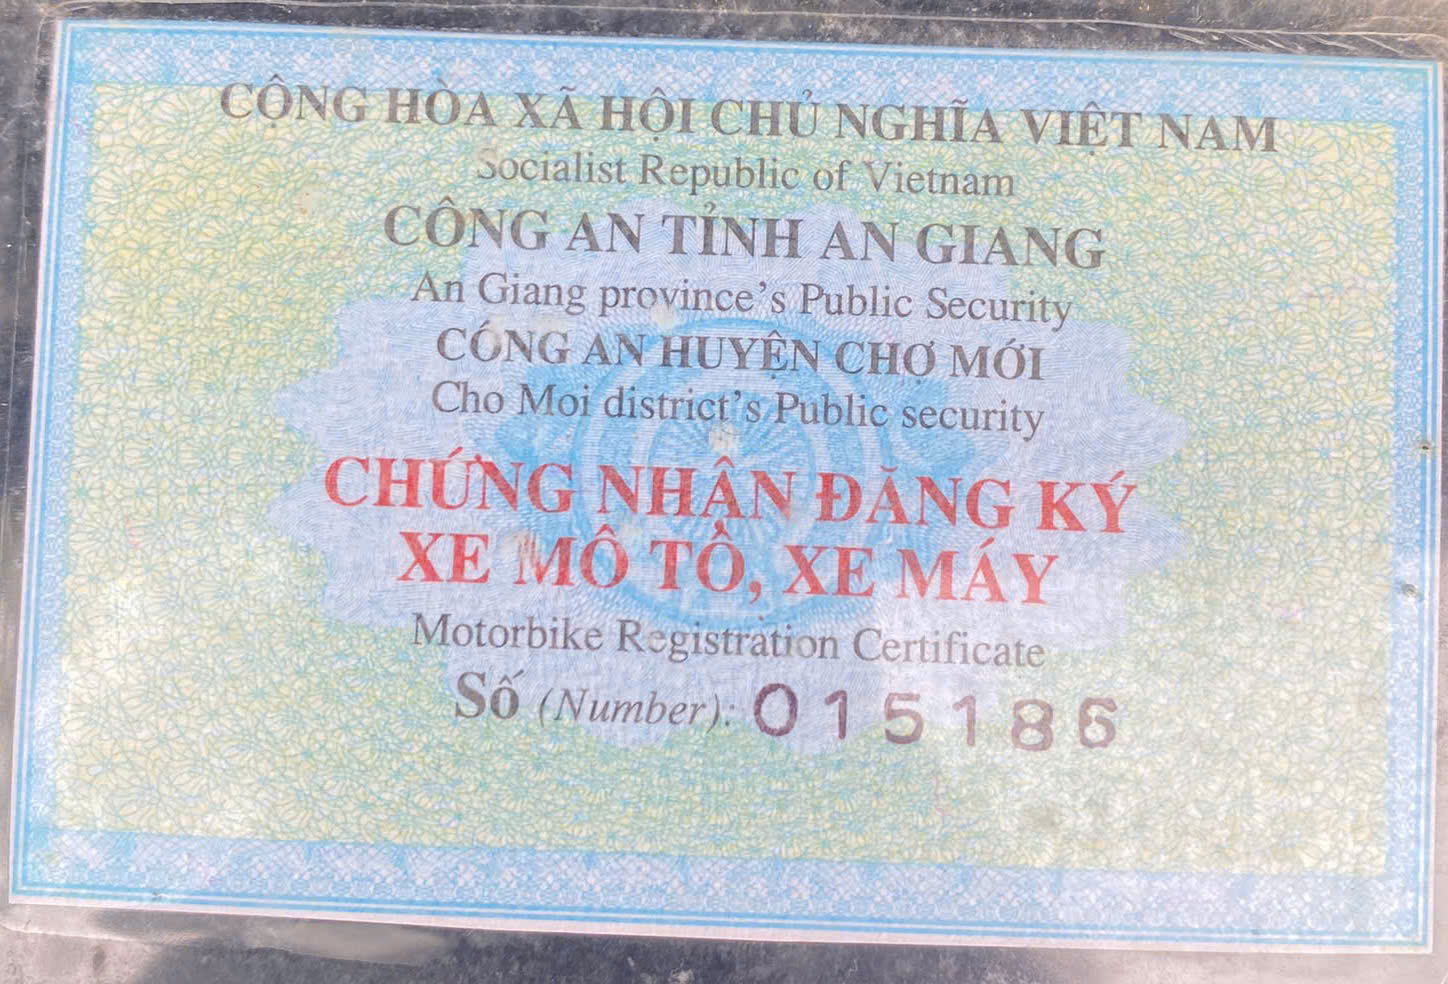 CỘNG HÒA XÃ HỘI CHỦ NGHĨA VIỆT NAM
Socialist Republic of Vietnam
CÔNG AN TỈNH AN GIANG
An Giang province's Public Security
CÔNG AN HUYỆN CHỢ MỚI
Cho Moi district's Public security
CHỨNG NHẬN ĐĂNG KÝ
XE MÔ TÔ, XE MÁY
Motorbike Registration Certificate
Số (Number): 015186